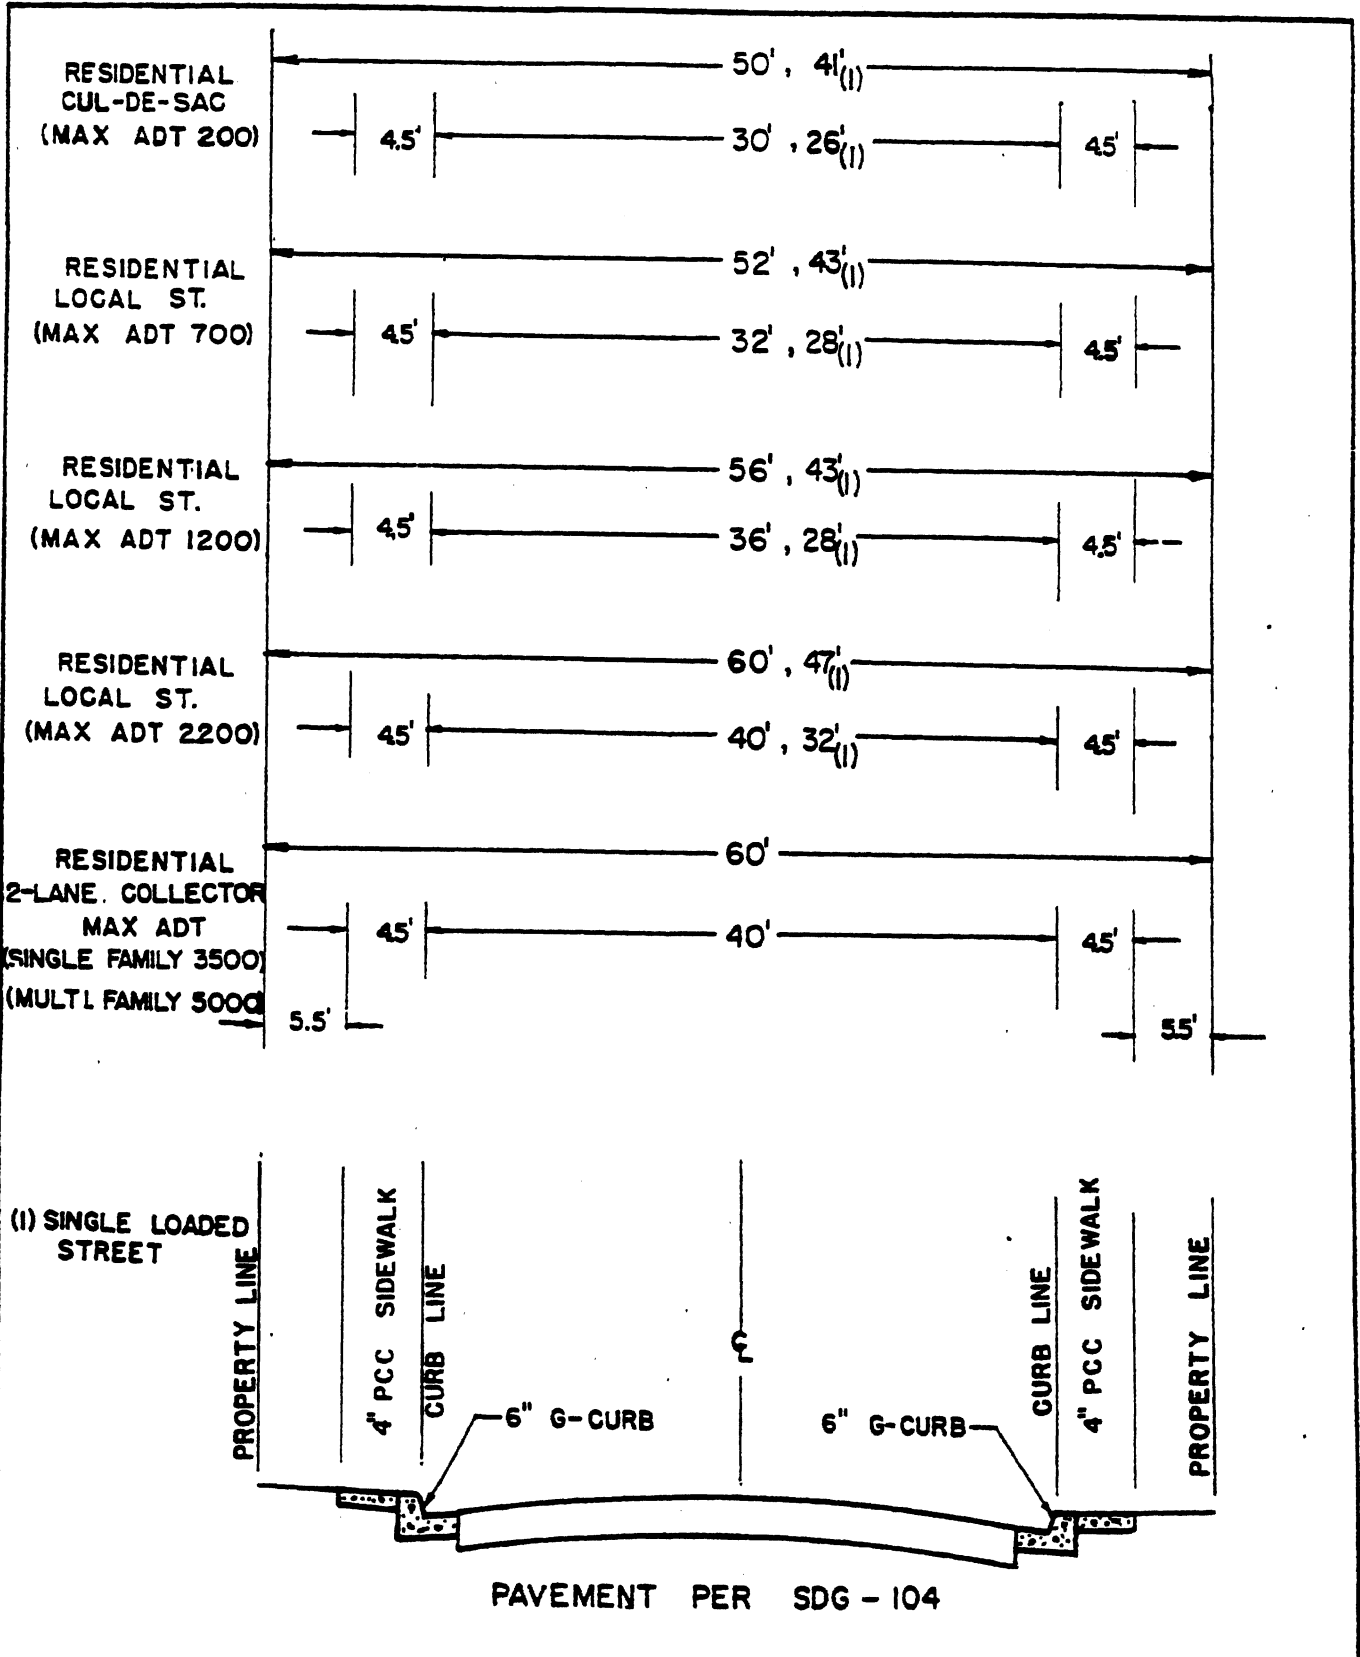 50', 41'(1)
RESIDENTIAL
CUL-DE-SAC
(MAX ADT 200)
4.5'
30', 26'(1)
4.5'
52', 43'(1)
RESIDENTIAL
LOCAL ST.
(MAX ADT 700)
4.5'
32', 28'(1)
4.5'
56', 43'(1)
RESIDENTIAL
LOCAL ST.
(MAX ADT 1200)
4.5'
36', 28'(1)
4.5'
60', 47'(1)
RESIDENTIAL
LOCAL ST.
(MAX ADT 2200)
4.5'
40', 32'(1)
4.5'
60'
RESIDENTIAL
2-LANE. COLLECTOR
MAX ADT
(SINGLE FAMILY 3500)
(MULTI. FAMILY 5000)
4.5'
40'
4.5'
5.5'
5.5'
(1) SINGLE LOADED
STREET
PROPERTY LINE
4" PCC SIDEWALK
CURB LINE
℄
CURB LINE
4" PCC SIDEWALK
PROPERTY LINE
6" G-CURB
6" G-CURB
PAVEMENT PER SDG-104